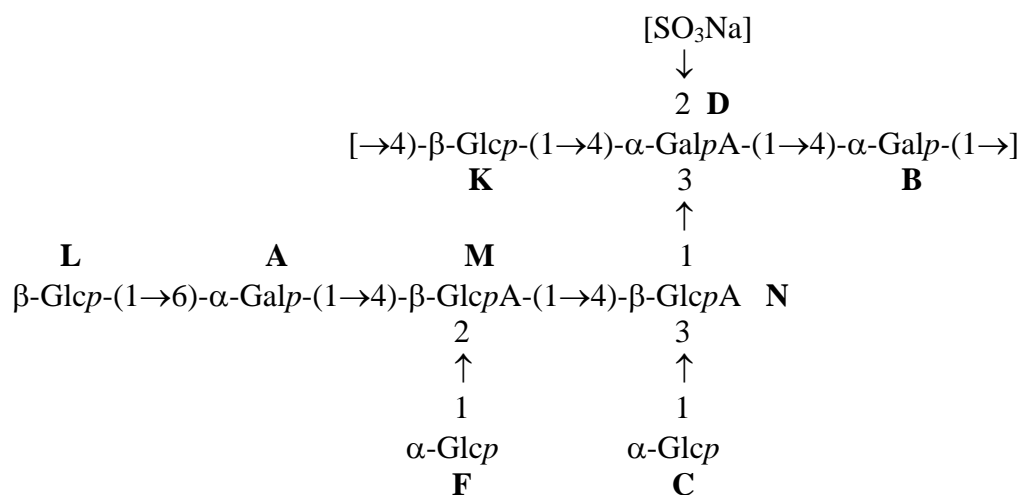 [SO₃Na]
↓
2 D
[→4)-β-Glcp-(1→4)-α-GalpA-(1→4)-α-Galp-(1→]
K 3 B
↑
L A M 1
β-Glcp-(1→6)-α-Galp-(1→4)-β-GlcpA-(1→4)-β-GlcpA N
2 3
↑ ↑
1 1
α-Glcp α-Glcp
F C